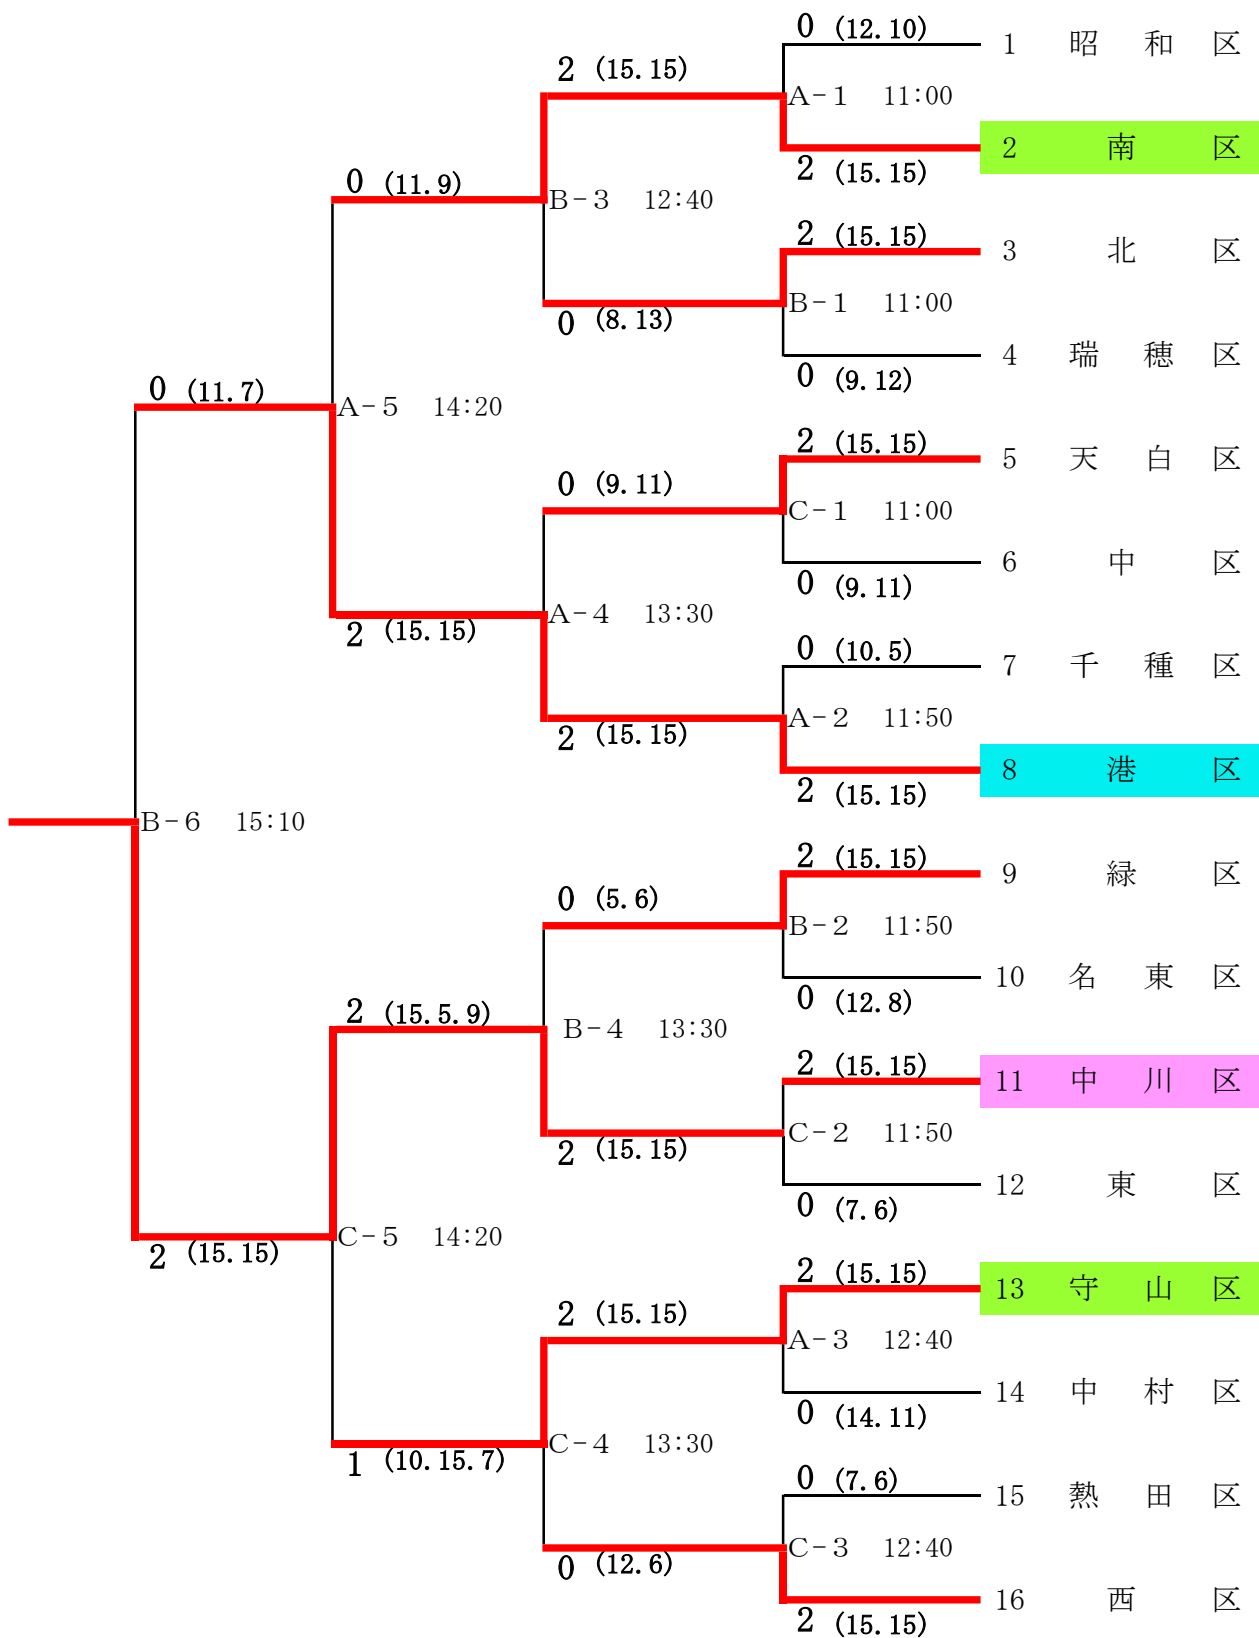 0 (12.10)
1 昭和区
2 (15.15)
A-1 11:00
2 南区
2 (15.15)
0 (11.9)
B-3 12:40
2 (15.15)
3 北区
B-1 11:00
0 (8.13)
4 瑞穂区
0 (9.12)
0 (11.7)
A-5 14:20
2 (15.15)
5 天白区
0 (9.11)
C-1 11:00
6 中区
0 (9.11)
A-4 13:30
2 (15.15)
0 (10.5)
7 千種区
A-2 11:50
2 (15.15)
8 港区
2 (15.15)
B-6 15:10
2 (15.15)
9 緑区
0 (5.6)
B-2 11:50
10 名東区
0 (12.8)
2 (15.5.9)
B-4 13:30
2 (15.15)
11 中川区
C-2 11:50
2 (15.15)
12 東区
0 (7.6)
C-5 14:20
2 (15.15)
2 (15.15)
13 守山区
2 (15.15)
A-3 12:40
14 中村区
0 (14.11)
C-4 13:30
1 (10.15.7)
0 (7.6)
15 熱田区
C-3 12:40
0 (12.6)
16 西区
2 (15.15)